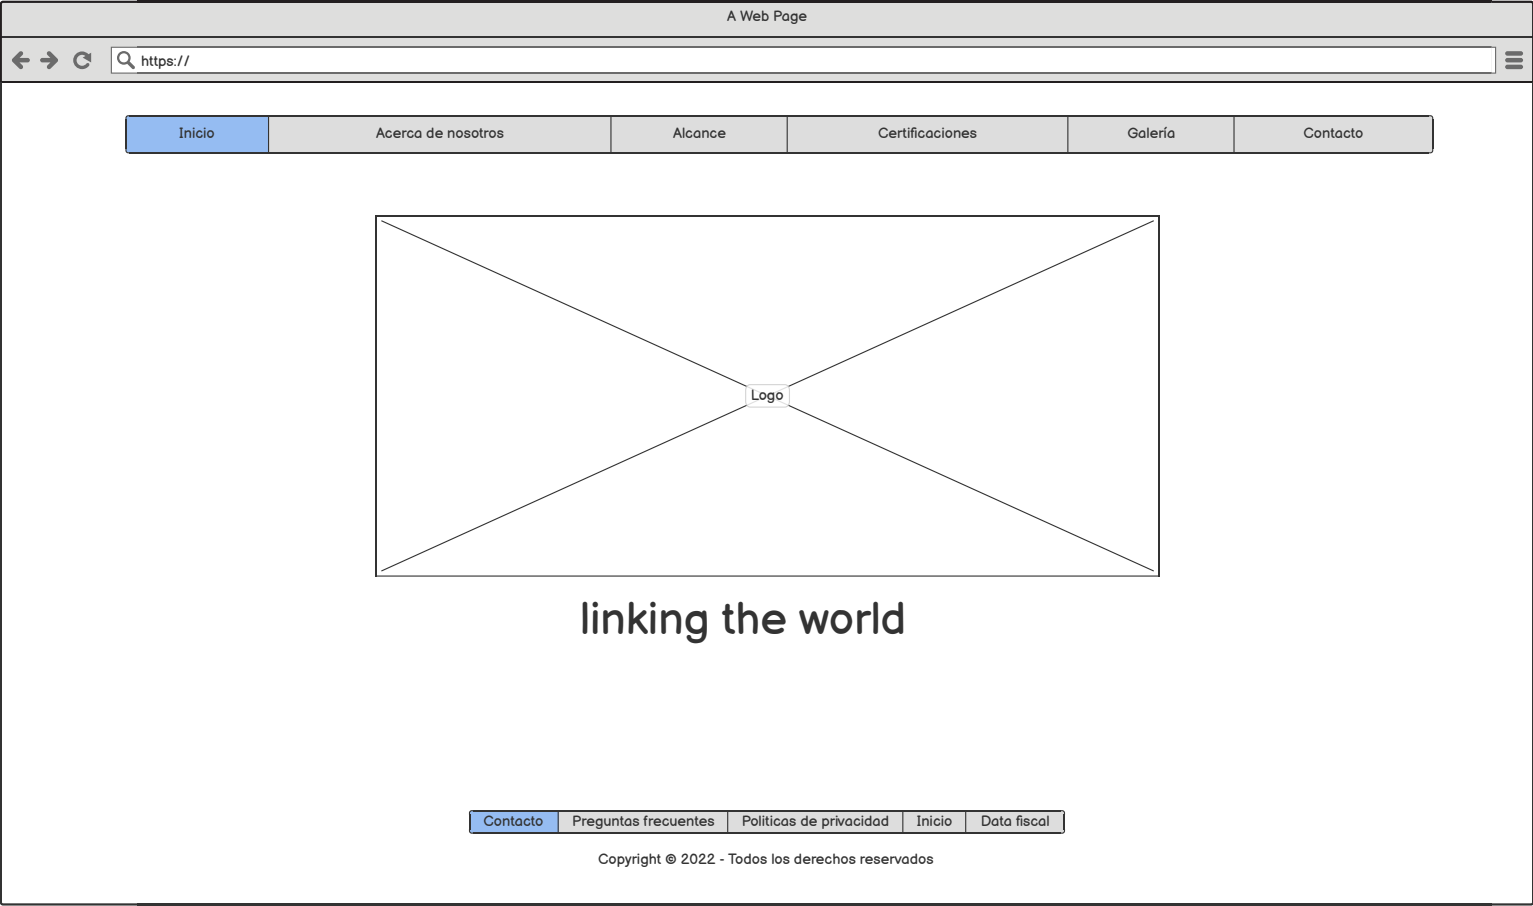 A Web Page
https://
Inicio Acerca de nosotros Alcance Certificaciones Galería Contacto
Logo
linking the world
Contacto Preguntas frecuentes Politicas de privacidad Inicio Data fiscal
Copyright © 2022 - Todos los derechos reservados